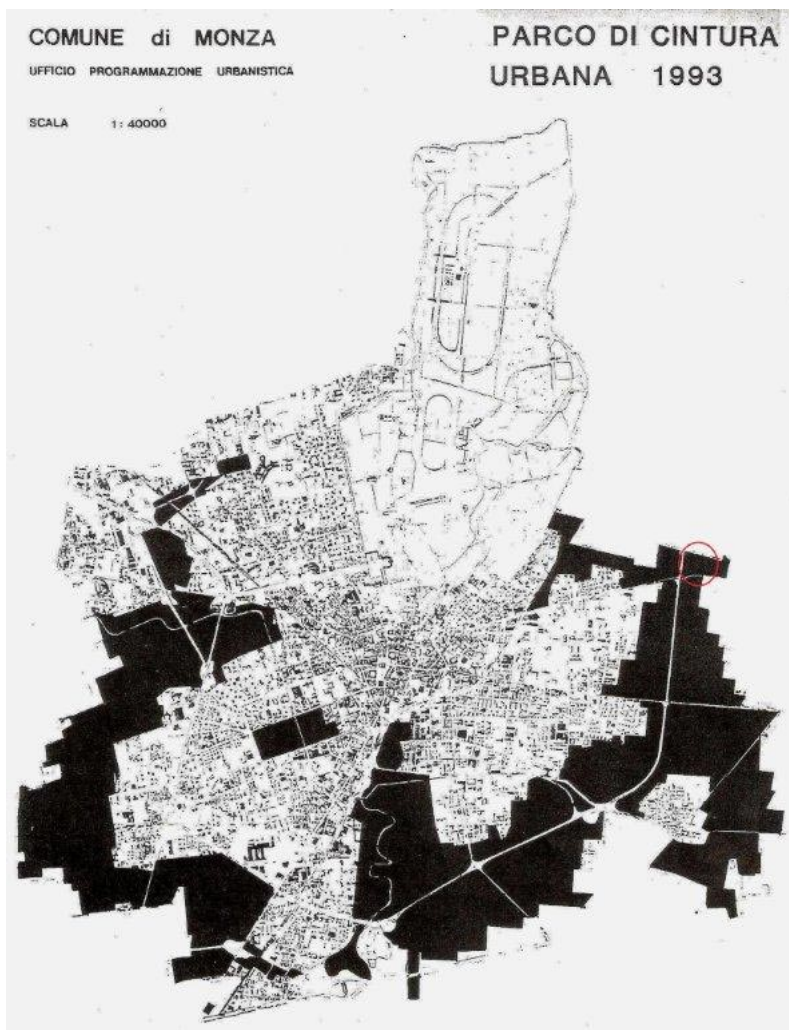 COMUNE di MONZA
UFFICIO PROGRAMMAZIONE URBANISTICA
SCALA 1: 40000
PARCO DI CINTURA
URBANA 1993